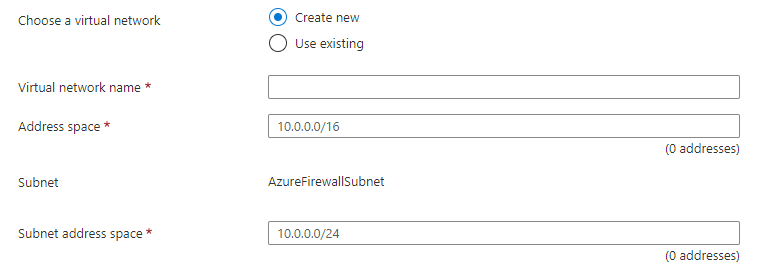 Choose a virtual network
Create new
Use existing
Virtual network name *
Address space *
10.0.0.0/16
(0 addresses)
Subnet
AzureFirewallSubnet
Subnet address space *
10.0.0.0/24
(0 addresses)